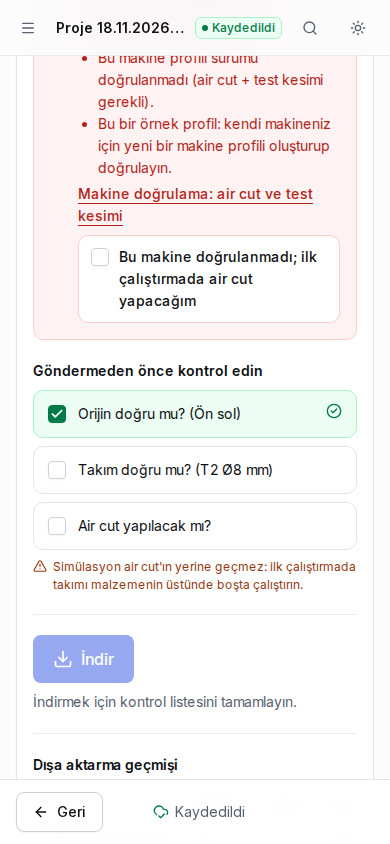 Proje 18.11.2026…
Kaydedildi
Bu makine profili sürümü
doğrulanmadı (air cut + test kesimi
gerekli).
Bu bir örnek profil: kendi makineniz
için yeni bir makine profili oluşturup
doğrulayın.
Makine doğrulama: air cut ve test
kesimi
Bu makine doğrulanmadı; ilk
çalıştırmada air cut
yapacağım
Göndermeden önce kontrol edin
Orijin doğru mu? (Ön sol)
Takım doğru mu? (T2 Ø8 mm)
Air cut yapılacak mı?
Simülasyon air cut'ın yerine geçmez: ilk çalıştırmada
takımı malzemenin üstünde boşta çalıştırın.
İndir
İndirmek için kontrol listesini tamamlayın.
Dışa aktarma geçmişi
Geri
Kaydedildi